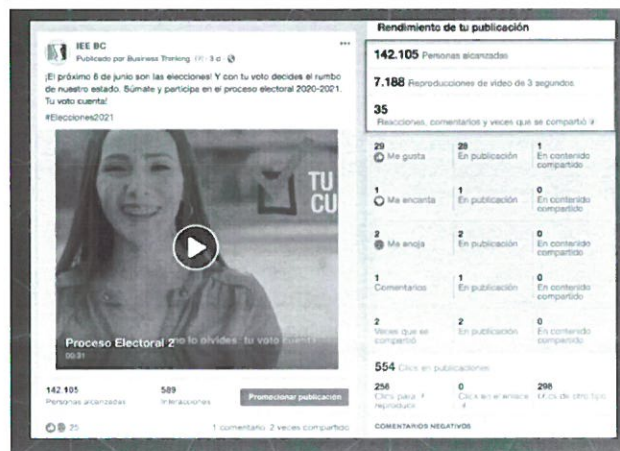 IEE BC
Publicado por Business Thinking · 3 d ·
¡El próximo 6 de junio son las elecciones! Y con tu voto decides el rumbo
de nuestro estado. Súmate y participa en el proceso electoral 2020-2021.
Tu voto cuenta!
#Elecciones2021
TU
CU
Proceso Electoral 2
no lo olvides, tu voto cuenta
00:31
142.105
Personas alcanzadas
589
Interacciones
Promocionar publicación
25
1 comentario 2 veces compartido
Rendimiento de tu publicación
142.105 Personas alcanzadas
7.188 Reproducciones de video de 3 segundos
35
Reacciones, comentarios y veces que se compartió
29
Me gusta
28
En publicación
1
En contenido
compartido
1
Me encanta
1
En publicación
0
En contenido
compartido
2
Me enoja
2
En publicación
0
En contenido
compartido
1
Comentarios
1
En publicación
0
En contenido
compartido
2
Veces que se
compartió
2
En publicación
0
En contenido
compartido
554 Clics en publicaciones
256
Clics para
reproducir
0
Clics en el enlace
298
Clics de otro tipo
COMENTARIOS NEGATIVOS